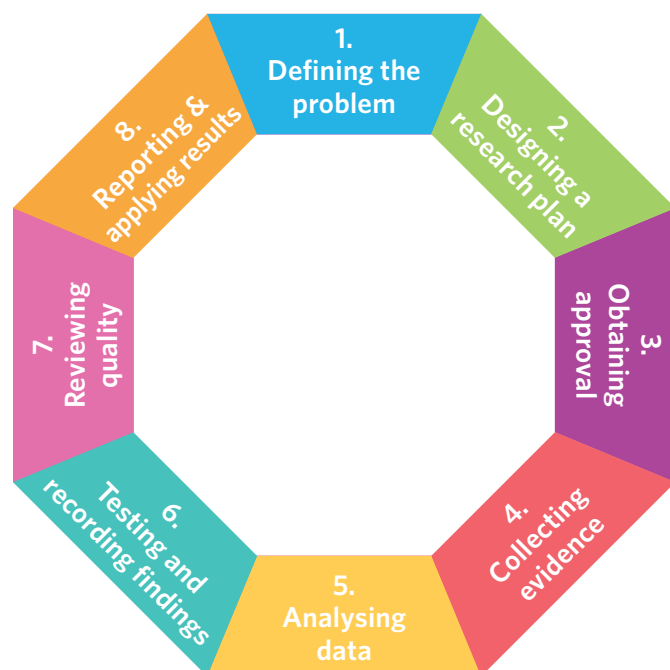 1.
Defining the
problem
2.
Designing a
research plan
3.
Obtaining
approval
4.
Collecting
evidence
5.
Analysing
data
6.
Testing and
recording findings
7.
Reviewing
quality
8.
Reporting &
applying results